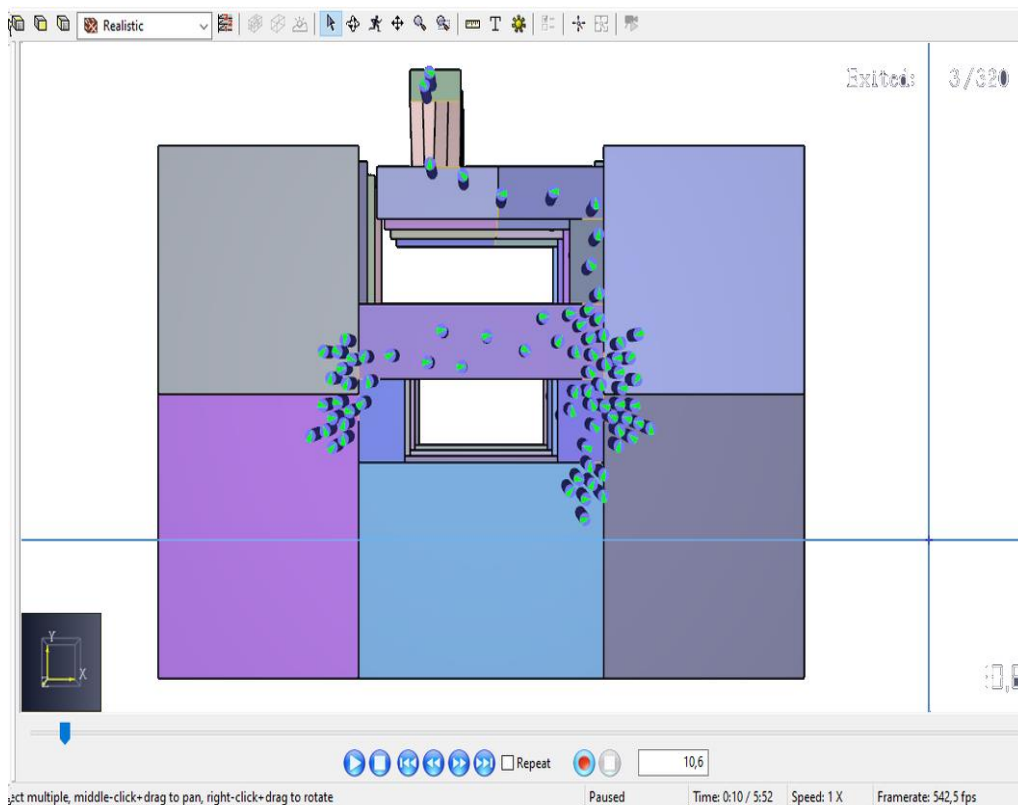 Realistic
Exited: 3/320
Y
X
Z
Repeat
10,6
ect multiple, middle-click+drag to pan, right-click+drag to rotate
Paused
Time: 0:10 / 5:52
Speed: 1 X
Framerate: 542,5 fps